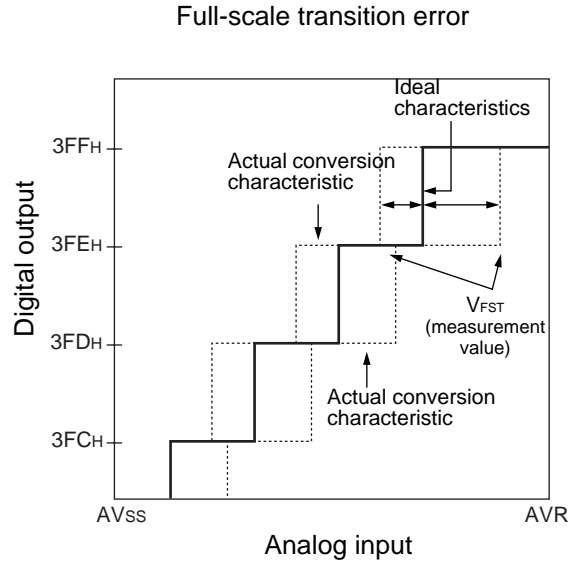 Full-scale transition error
Ideal
characteristics
3FFH
Actual conversion
characteristic
3FEH
Digital output
VFST
(measurement
value)
3FDH
Actual conversion
characteristic
3FCH
AVSS
AVR
Analog input